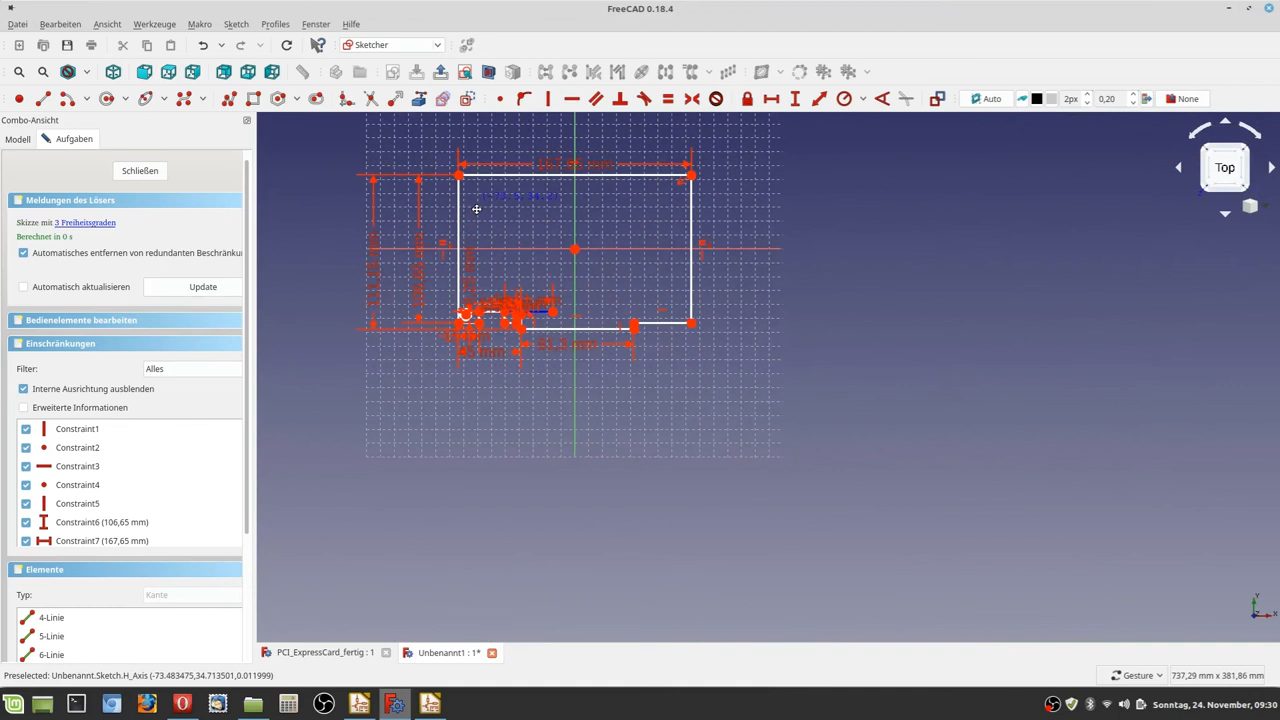 FreeCAD 0.18.4
Datei Bearbeiten Ansicht Werkzeuge Makro Sketch Profiles Fenster Hilfe
Sketcher
Auto 2px 0,20 None
Combo-Ansicht
Modell Aufgaben
Schließen
Meldungen des Lösers
Skizze mit 3 Freiheitsgraden
Berechnet in 0 s
Automatisches entfernen von redundanten Beschränku
Automatisch aktualisieren Update
Bedienelemente bearbeiten
Einschränkungen
Filter: Alles
Interne Ausrichtung ausblenden
Erweiterte Informationen
Constraint1
Constraint2
Constraint3
Constraint4
Constraint5
Constraint6 (106,65 mm)
Constraint7 (167,65 mm)
Elemente
Typ: Kante
4-Linie
5-Linie
6-Linie
167,65 mm
Top
Y
X
PCI_ExpressCard_fertig : 1 Unbenannt1 : 1*
Preselected: Unbenannt.Sketch.H_Axis (-73.483475,34.713501,0.011999) Gesture 737,29 mm x 381,86 mm
Sonntag, 24. November, 09:30